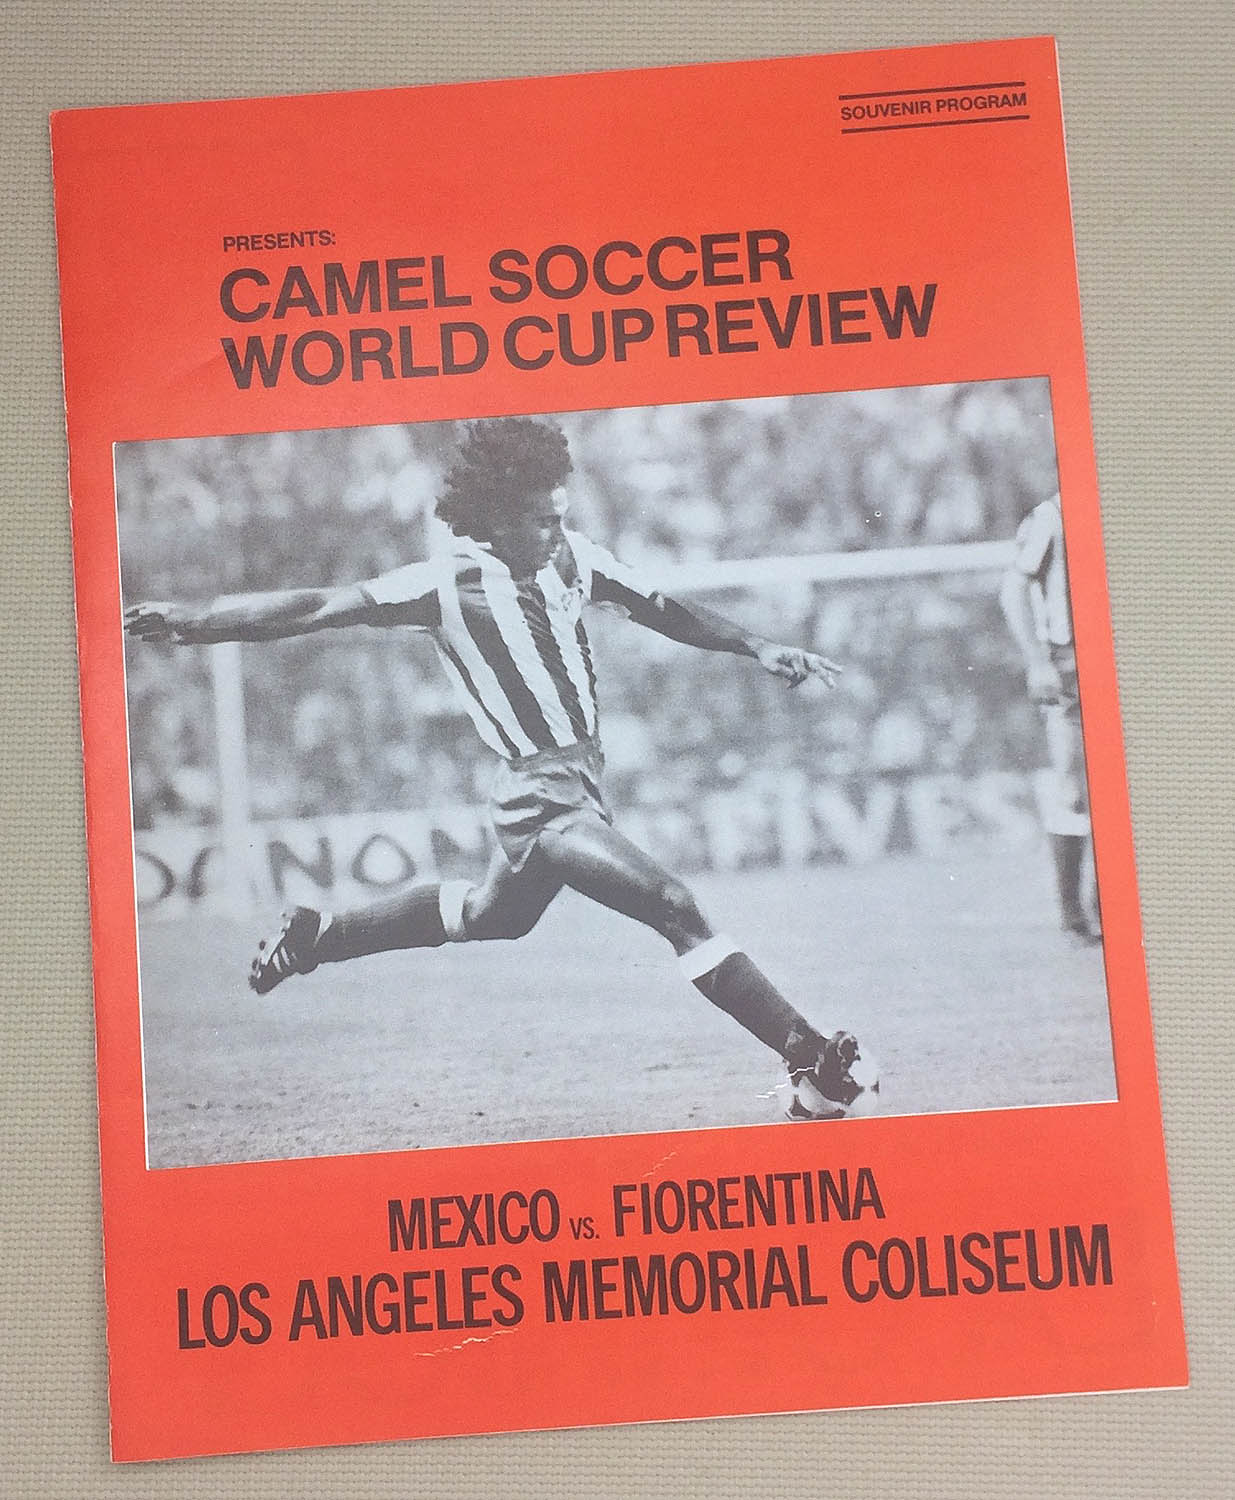 SOUVENIR PROGRAM
PRESENTS:
CAMEL SOCCER
WORLD CUP REVIEW
MEXICO VS. FIORENTINA
LOS ANGELES MEMORIAL COLISEUM